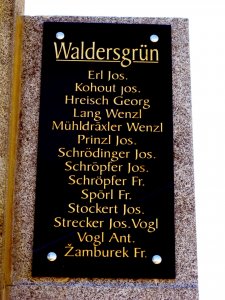 Waldersgrün
Erl Jos.
Kohout jos.
Hreisch Georg
Lang Wenzl
Mühldräxler Wenzl
Prinzl Jos.
Schrödinger Jos.
Schröpfer Jos.
Schröpfer Fr.
Spörl Fr.
Stockert Jos.
Strecker Jos.Vogl
Vogl Ant.
Žamburek Fr.